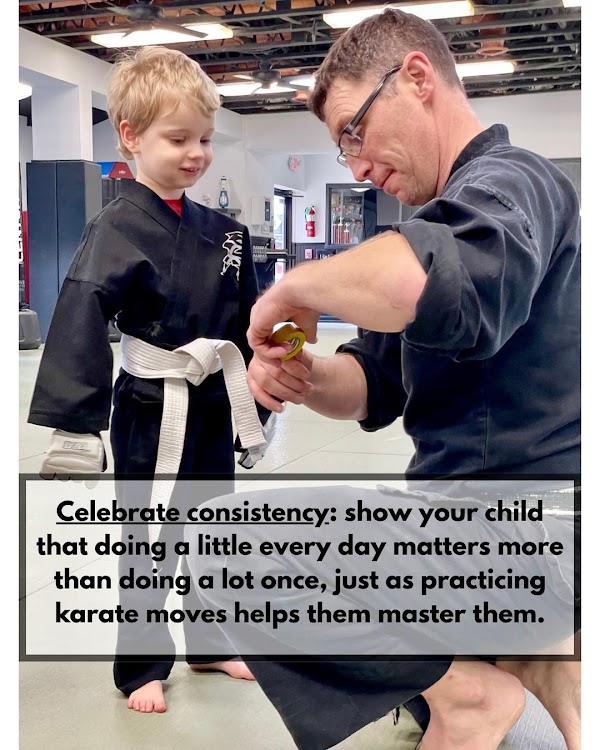 Celebrate consistency: show your child
that doing a little every day matters more
than doing a lot once, just as practicing
karate moves helps them master them.